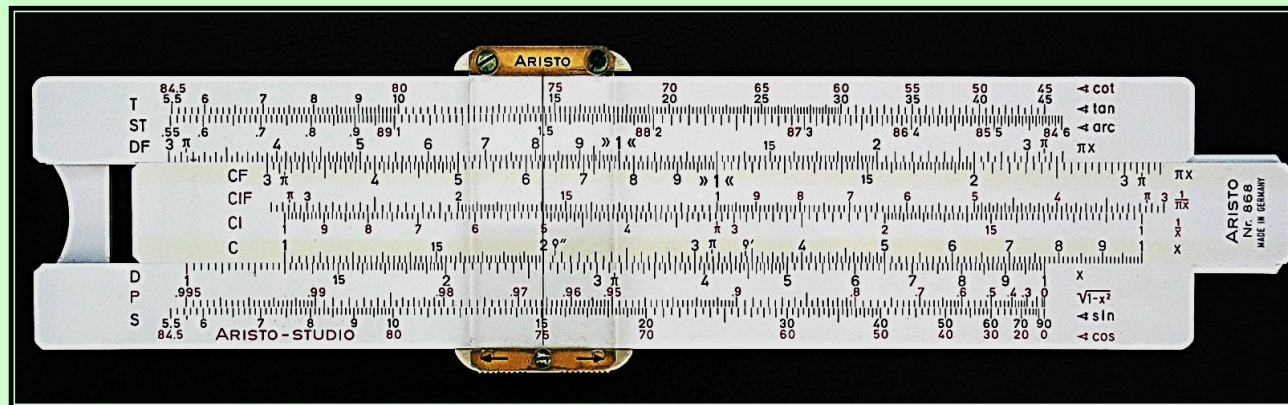 ARISTO
84.5 80 75 70 65 60 55 50 45 ⊲ cot
T 5,5 6 7 8 9 10 15 20 25 30 35 40 45 ⊲ tan
ST .55 .6 .7 .8 .9 89 1 1.5 88 2 87 3 86 4 85 5 84 6 ⊲ arc
DF 3 π 4 5 6 7 8 9 » 1 « 15 2 3 π πx
CF 3 π 4 5 6 7 8 9 » 1 « 15 2 3 π πx
CIF π 3 2 15 1 9 8 7 6 5 4 π 3 1/πx
CI 1 9 8 7 6 5 4 π 3 2 15 1 1/x
C 1 15 2 ϱ″ 3 π ϱ′ 4 5 6 7 8 9 1 x
ARISTO
Nr. 868
MADE IN GERMANY
D 1 15 2 3 π 4 5 6 7 8 9 1 x
P .995 .99 .98 .97 .96 .95 .9 .8 .7 .6 .5 .4 .3 0 √1-x²
S 5.5 6 7 8 9 10 15 20 30 40 50 60 70 90 ⊲ sin
84.5 ARISTO-STUDIO 80 75 70 60 50 40 30 20 0 ⊲ cos